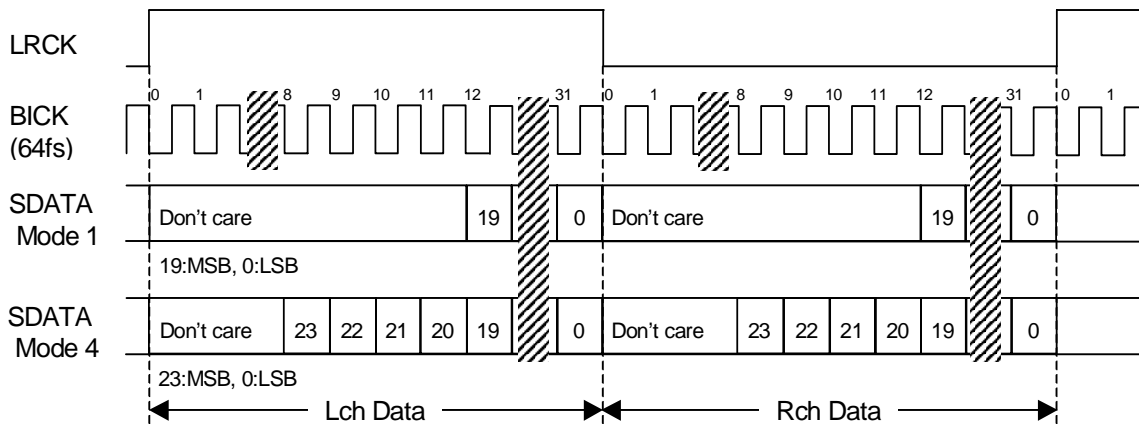 LRCK
0 1 8 9 10 11 12 31 0 1 8 9 10 11 12 31 0 1
BICK
(64fs)
SDATA
Mode 1
Don't care 19 0 Don't care 19 0
19:MSB, 0:LSB
SDATA
Mode 4
Don't care 23 22 21 20 19 0 Don't care 23 22 21 20 19 0
23:MSB, 0:LSB
Lch Data Rch Data